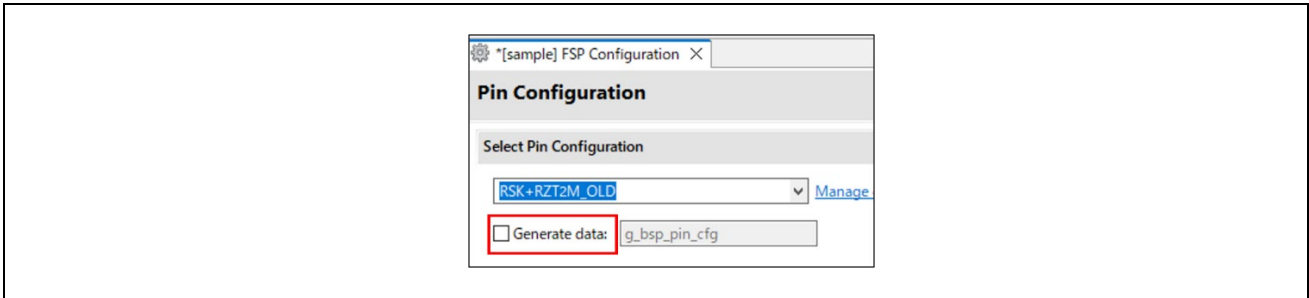 *[sample] FSP Configuration
Pin Configuration
Select Pin Configuration
RSK+RZT2M_OLD Manage
Generate data: g_bsp_pin_cfg